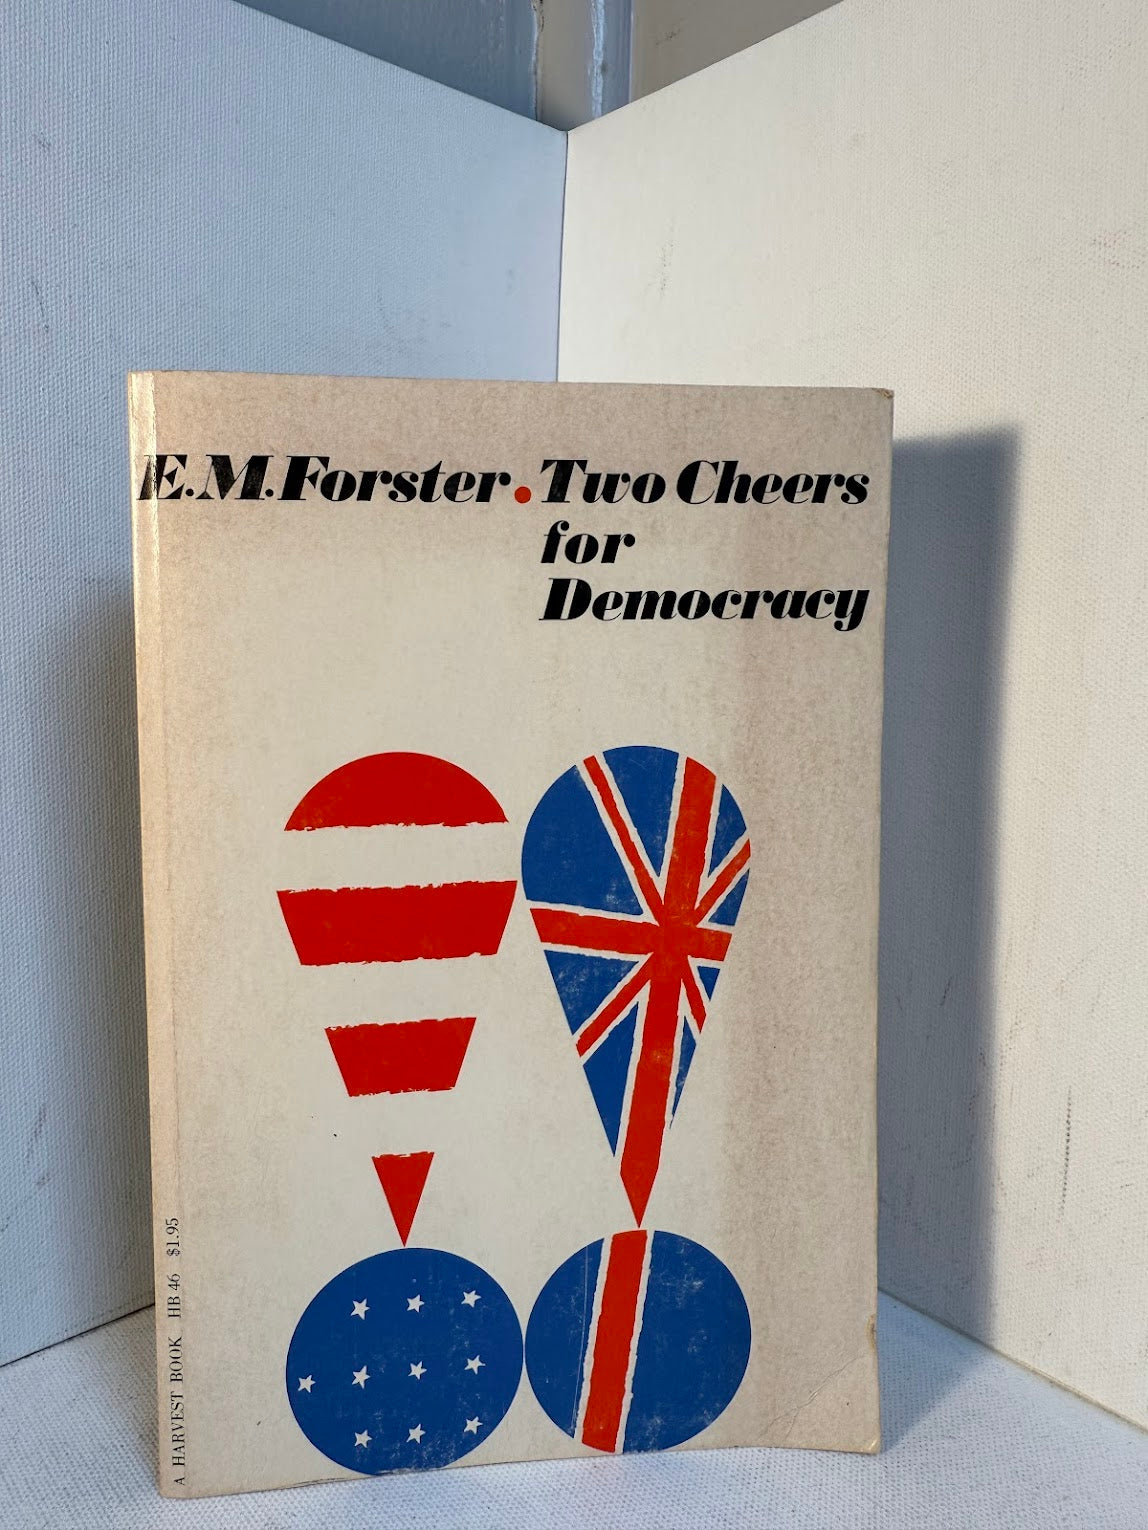 E.M.Forster.Two Cheers
for
Democracy
A HARVEST BOOK HB 46 $1.95